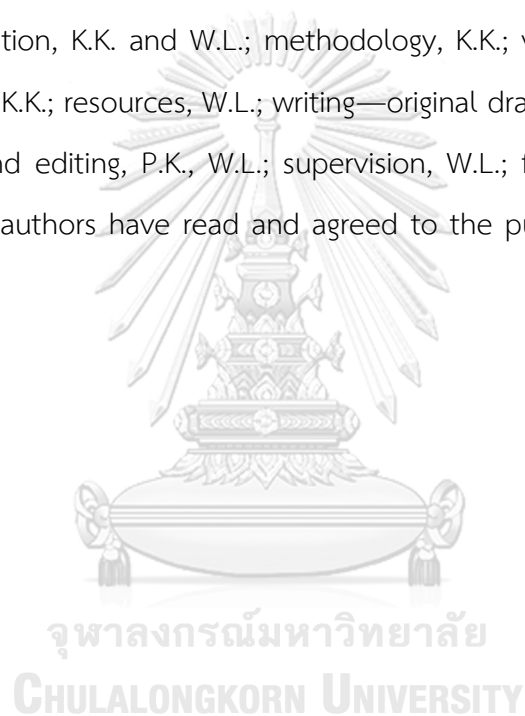 tion, K.K. and W.L.; methodology, K.K.; v
K.K.; resources, W.L.; writing—original dra
nd editing, P.K., W.L.; supervision, W.L.; f
authors have read and agreed to the pu
จุฬาลงกรณ์มหาวิทยาลัย
CHULALONGKORN UNIVERSITY